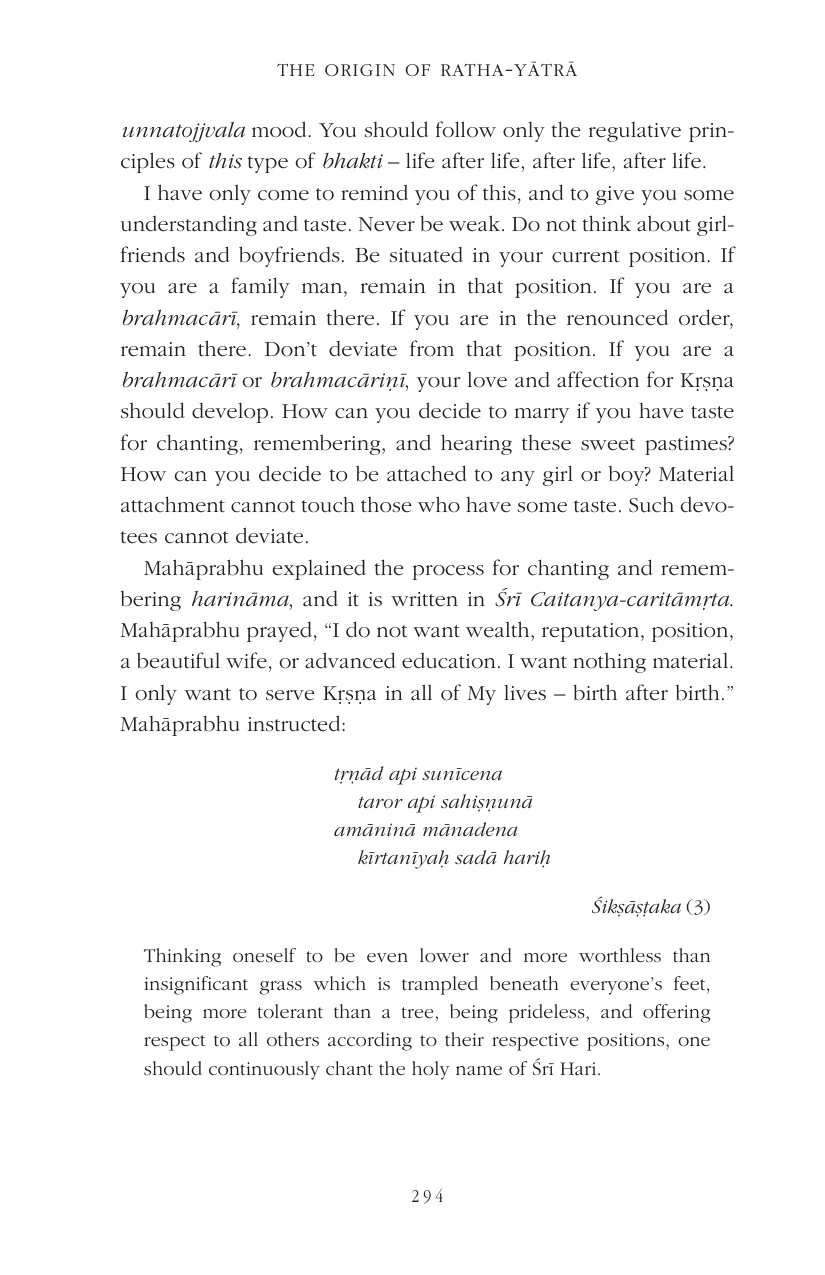 THE ORIGIN OF RATHA-YĀTRĀ
unnatojjvala mood. You should follow only the regulative prin-
ciples of this type of bhakti – life after life, after life, after life.
I have only come to remind you of this, and to give you some
understanding and taste. Never be weak. Do not think about girl-
friends and boyfriends. Be situated in your current position. If
you are a family man, remain in that position. If you are a
brahmacārī, remain there. If you are in the renounced order,
remain there. Don’t deviate from that position. If you are a
brahmacārī or brahmacāriṇī, your love and affection for Kṛṣṇa
should develop. How can you decide to marry if you have taste
for chanting, remembering, and hearing these sweet pastimes?
How can you decide to be attached to any girl or boy? Material
attachment cannot touch those who have some taste. Such devo-
tees cannot deviate.
Mahāprabhu explained the process for chanting and remem-
bering harināma, and it is written in Śrī Caitanya-caritāmṛta.
Mahāprabhu prayed, “I do not want wealth, reputation, position,
a beautiful wife, or advanced education. I want nothing material.
I only want to serve Kṛṣṇa in all of My lives – birth after birth.”
Mahāprabhu instructed:
tṛṇād api sunīcena
taror api sahiṣṇunā
amāninā mānadena
kīrtanīyaḥ sadā hariḥ
Śikṣāṣṭaka (3)
Thinking oneself to be even lower and more worthless than
insignificant grass which is trampled beneath everyone’s feet,
being more tolerant than a tree, being prideless, and offering
respect to all others according to their respective positions, one
should continuously chant the holy name of Śrī Hari.
294